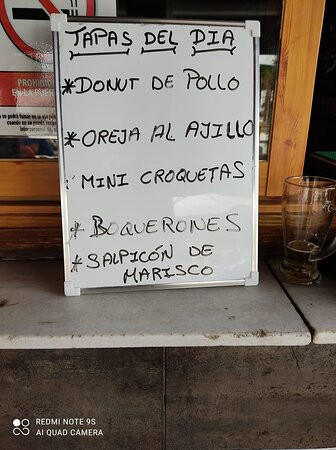 PROHIBIDO
TAPAS DEL DIA
*DONUT DE POLLO
*OREJA AL AJILLO
MINI CROQUETAS
*BOQUERONES
*SALPICÓN DE
MARISCO
REDMI NOTE 9S
AI QUAD CAMERA